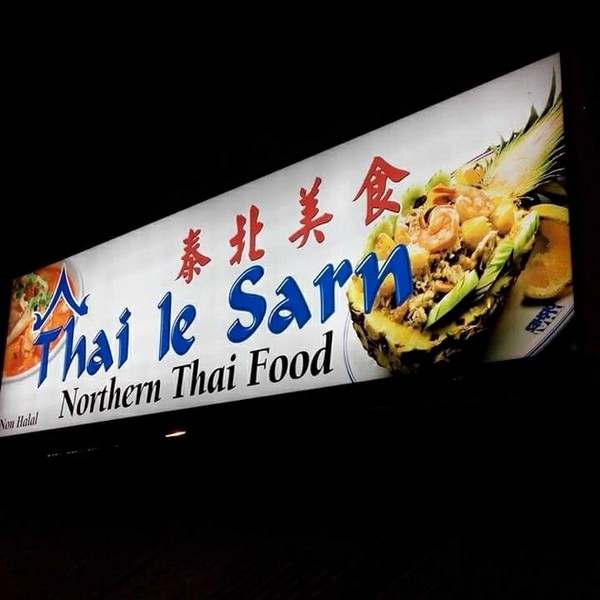 泰北美食
Thai le Sarn
Northern Thai Food
Non Halal